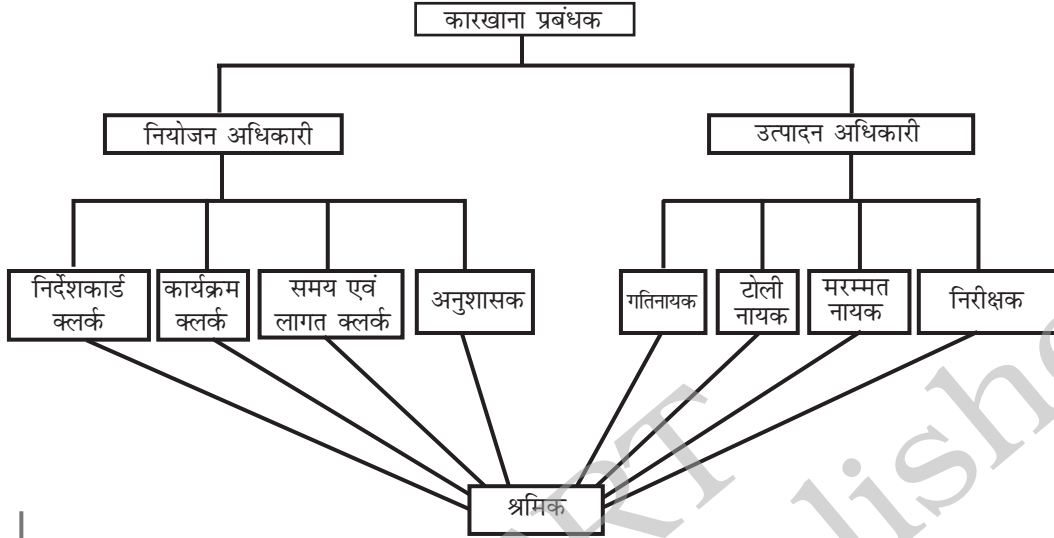 कारखाना प्रबंधक
नियोजन अधिकारी
उत्पादन अधिकारी
निर्देशकार्ड
क्लर्क
कार्यक्रम
क्लर्क
समय एवं
लागत क्लर्क
अनुशासक
गतिनायक
टोली
नायक
मरम्मत
नायक
निरीक्षक
श्रमिक